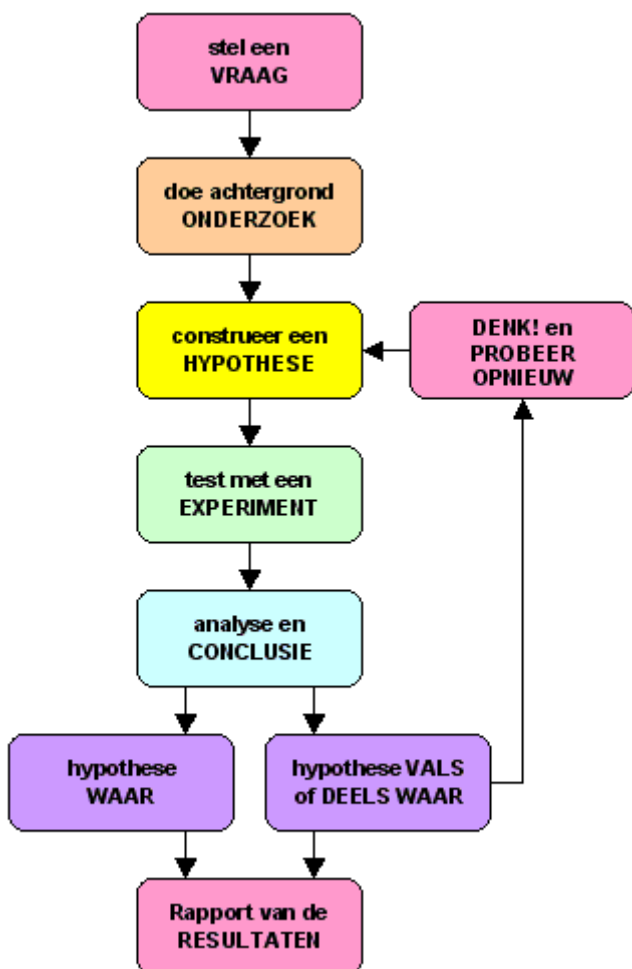 stel een
VRAAG
doe achtergrond
ONDERZOEK
construeer een
HYPOTHESE
DENK! en
PROBEER
OPNIEUW
test met een
EXPERIMENT
analyse en
CONCLUSIE
hypothese
WAAR
hypothese VALS
of DEELS WAAR
Rapport van de
RESULTATEN